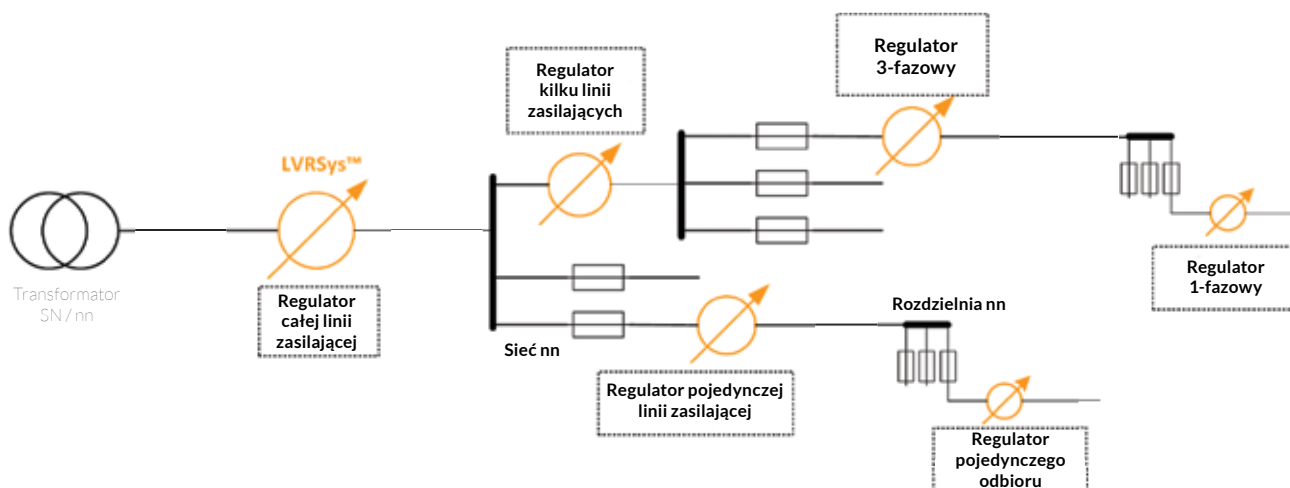 Regulator
3-fazowy
Regulator
kilku linii
zasilających
LVRSys™
Transformator
SN / nn
Regulator
całej linii
zasilającej
Regulator
1-fazowy
Rozdzielnia nn
Sieć nn
Regulator pojedynczej
linii zasilającej
Regulator
pojedynczego
odbioru